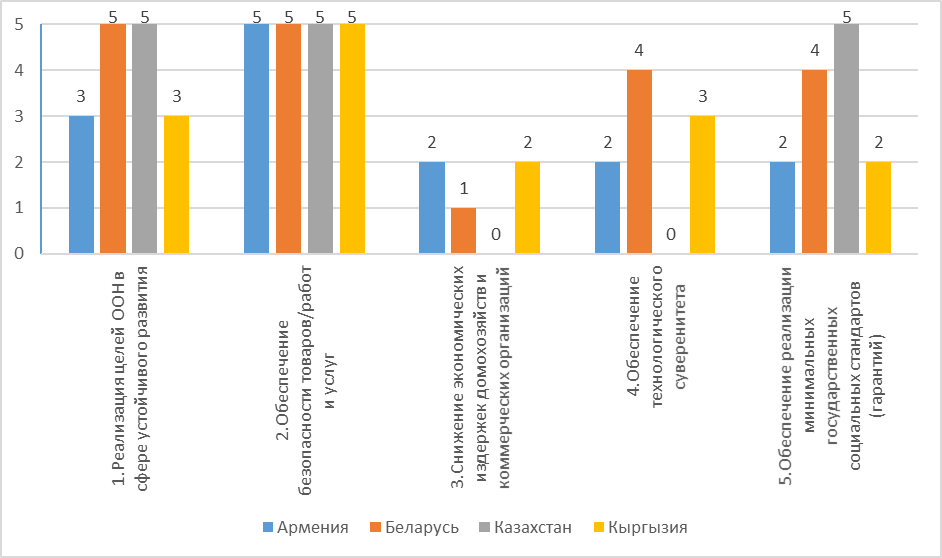 5
4
3
2
1
0
3
5
5
3
5
5
5
5
2
1
0
2
2
4
0
3
2
4
5
2
1.Реализация целей ООН в
сфере устойчивого развития
2.Обеспечение
безопасности товаров/работ
и услуг
3.Снижение экономических
издержек домохозяйств и
коммерческих организаций
4.Обеспечение
технологического
суверенитета
5.Обеспечение реализации
минимальных
государственных
социальных стандартов
(гарантий)
Армения
Беларусь
Казахстан
Кыргызия